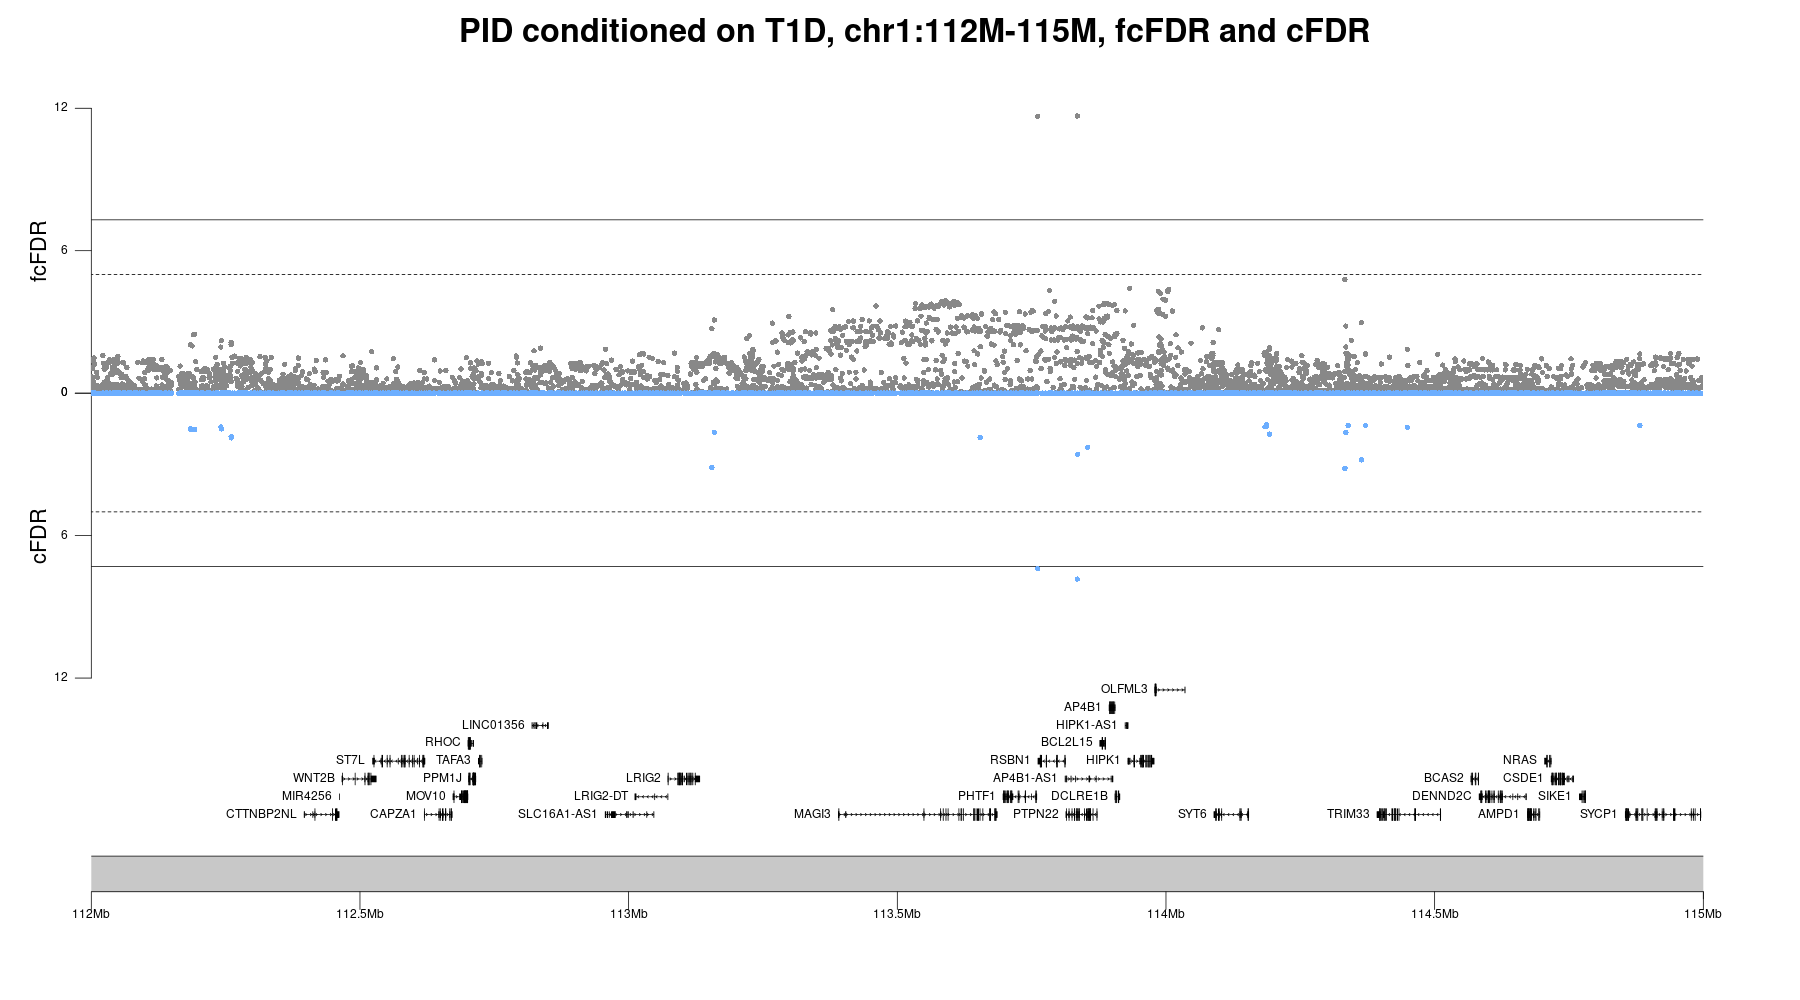 PID conditioned on T1D, chr1:112M-115M, fcFDR and cFDR
12
fcFDR
6
0
cFDR
6
12
OLFML3
AP4B1
LINC01356 HIPK1-AS1
RHOC BCL2L15
ST7L TAFA3 RSBN1 HIPK1 NRAS
WNT2B PPM1J LRIG2 AP4B1-AS1 BCAS2 CSDE1
MIR4256 MOV10 LRIG2-DT PHTF1 DCLRE1B DENND2C SIKE1
CTTNBP2NL CAPZA1 SLC16A1-AS1 MAGI3 PTPN22 SYT6 TRIM33 AMPD1 SYCP1
112Mb 112.5Mb 113Mb 113.5Mb 114Mb 114.5Mb 115Mb